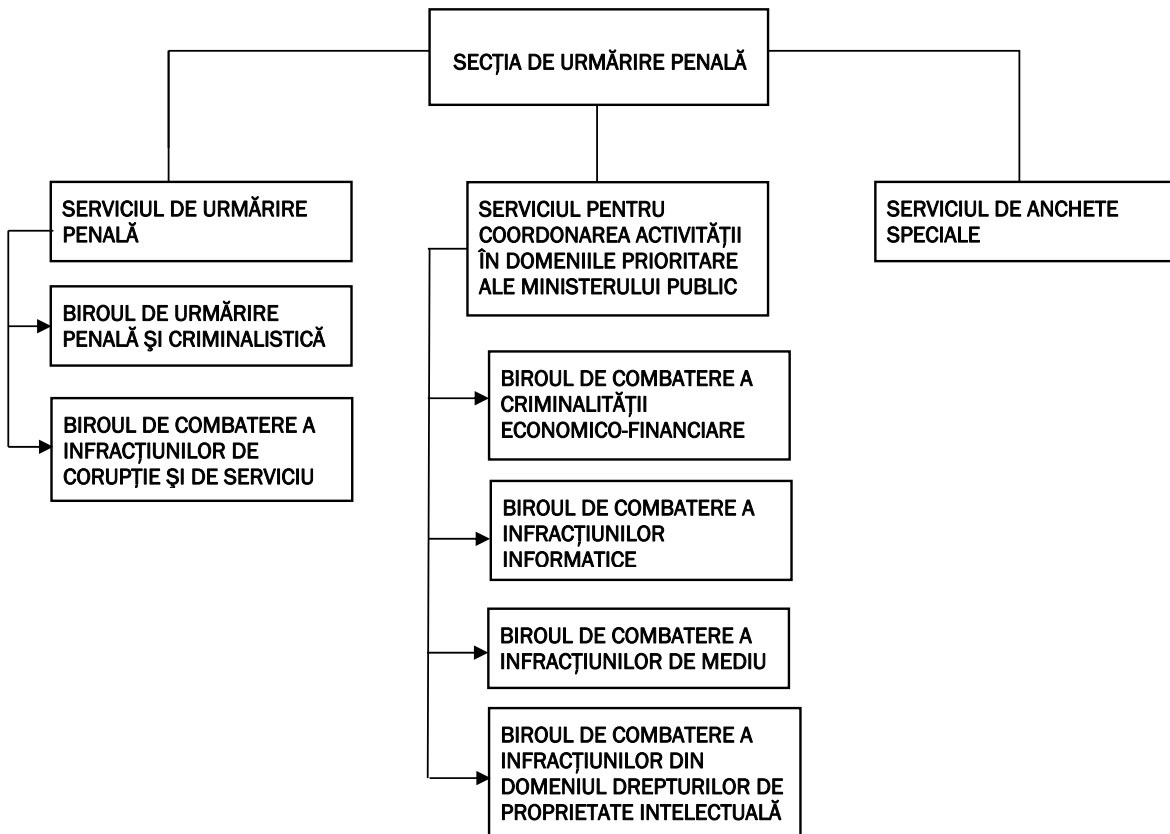 SECȚIA DE URMĂRIRE PENALĂ
SERVICIUL DE URMĂRIRE
PENALĂ
BIROUL DE URMĂRIRE
PENALĂ ŞI CRIMINALISTICĂ
BIROUL DE COMBATERE A
INFRACȚIUNILOR DE
CORUPȚIE ŞI DE SERVICIU
SERVICIUL PENTRU
COORDONAREA ACTIVITĂȚII
ÎN DOMENIILE PRIORITARE
ALE MINISTERULUI PUBLIC
BIROUL DE COMBATERE A
CRIMINALITĂȚII
ECONOMICO-FINANCIARE
BIROUL DE COMBATERE A
INFRACȚIUNILOR
INFORMATICE
BIROUL DE COMBATERE A
INFRACȚIUNILOR DE MEDIU
BIROUL DE COMBATERE A
INFRACȚIUNILOR DIN
DOMENIUL DREPTURILOR DE
PROPRIETATE INTELECTUALĂ
SERVICIUL DE ANCHETE
SPECIALE